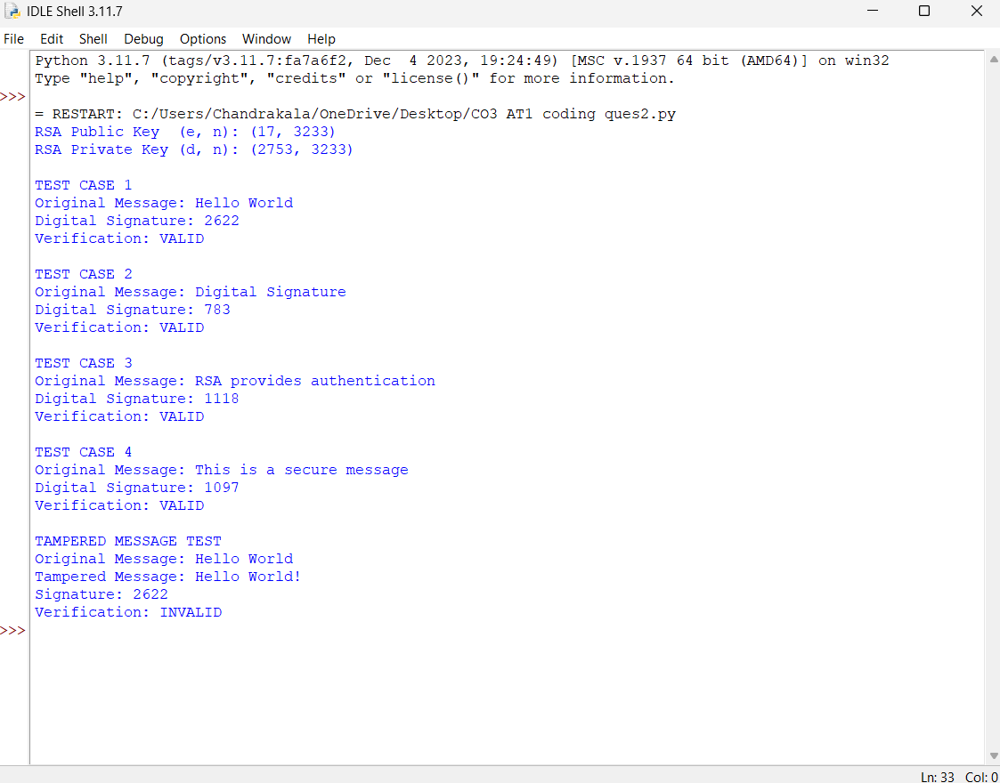 IDLE Shell 3.11.7
File Edit Shell Debug Options Window Help
Python 3.11.7 (tags/v3.11.7:fa7a6f2, Dec  4 2023, 19:24:49) [MSC v.1937 64 bit (AMD64)] on win32
Type "help", "copyright", "credits" or "license()" for more information.
>>>
= RESTART: C:/Users/Chandrakala/OneDrive/Desktop/CO3 AT1 coding ques2.py
RSA Public Key  (e, n): (17, 3233)
RSA Private Key (d, n): (2753, 3233)
TEST CASE 1
Original Message: Hello World
Digital Signature: 2622
Verification: VALID
TEST CASE 2
Original Message: Digital Signature
Digital Signature: 783
Verification: VALID
TEST CASE 3
Original Message: RSA provides authentication
Digital Signature: 1118
Verification: VALID
TEST CASE 4
Original Message: This is a secure message
Digital Signature: 1097
Verification: VALID
TAMPERED MESSAGE TEST
Original Message: Hello World
Tampered Message: Hello World!
Signature: 2622
Verification: INVALID
>>>
Ln: 33 Col: 0